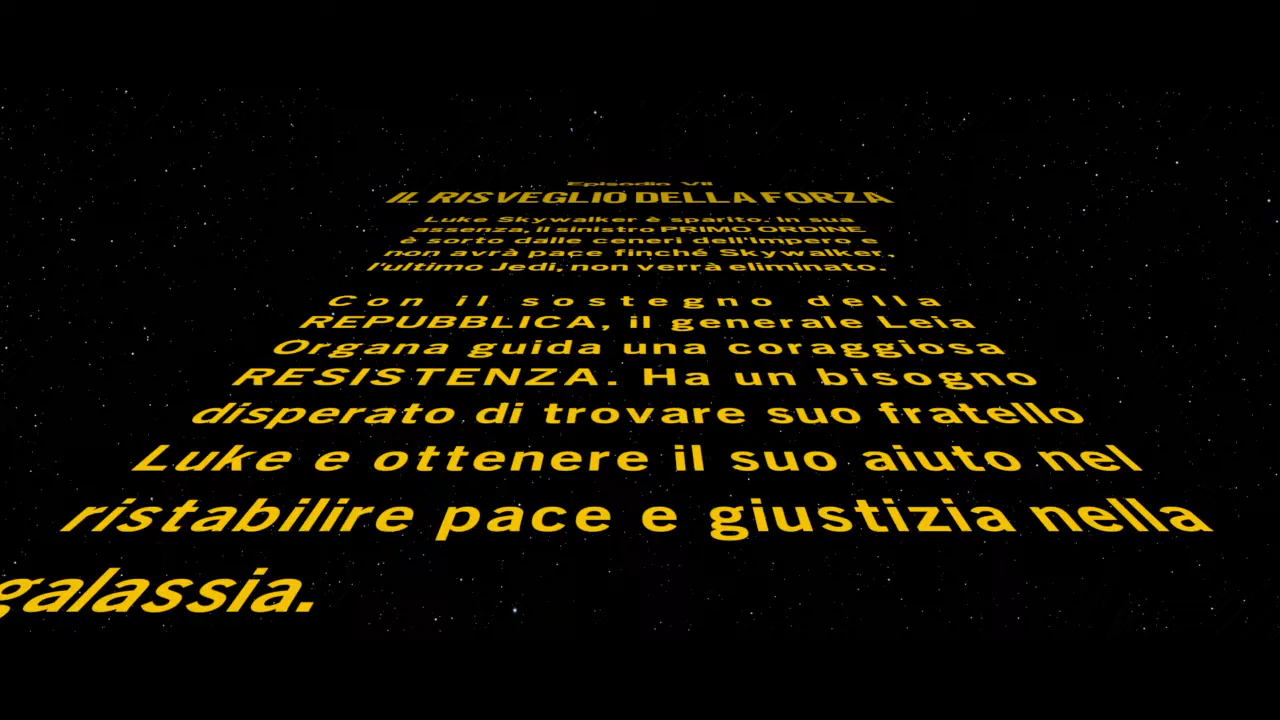 Episodio VII
IL RISVEGLIO DELLA FORZA
Luke Skywalker è sparito. In sua
assenza, il sinistro PRIMO ORDINE
è sorto dalle ceneri dell'Impero e
non avrà pace finché Skywalker,
l'ultimo Jedi, non verrà eliminato.
Con il sostegno della
REPUBBLICA, il generale Leia
Organa guida una coraggiosa
RESISTENZA. Ha un bisogno
disperato di trovare suo fratello
Luke e ottenere il suo aiuto nel
ristabilire pace e giustizia nella
galassia.